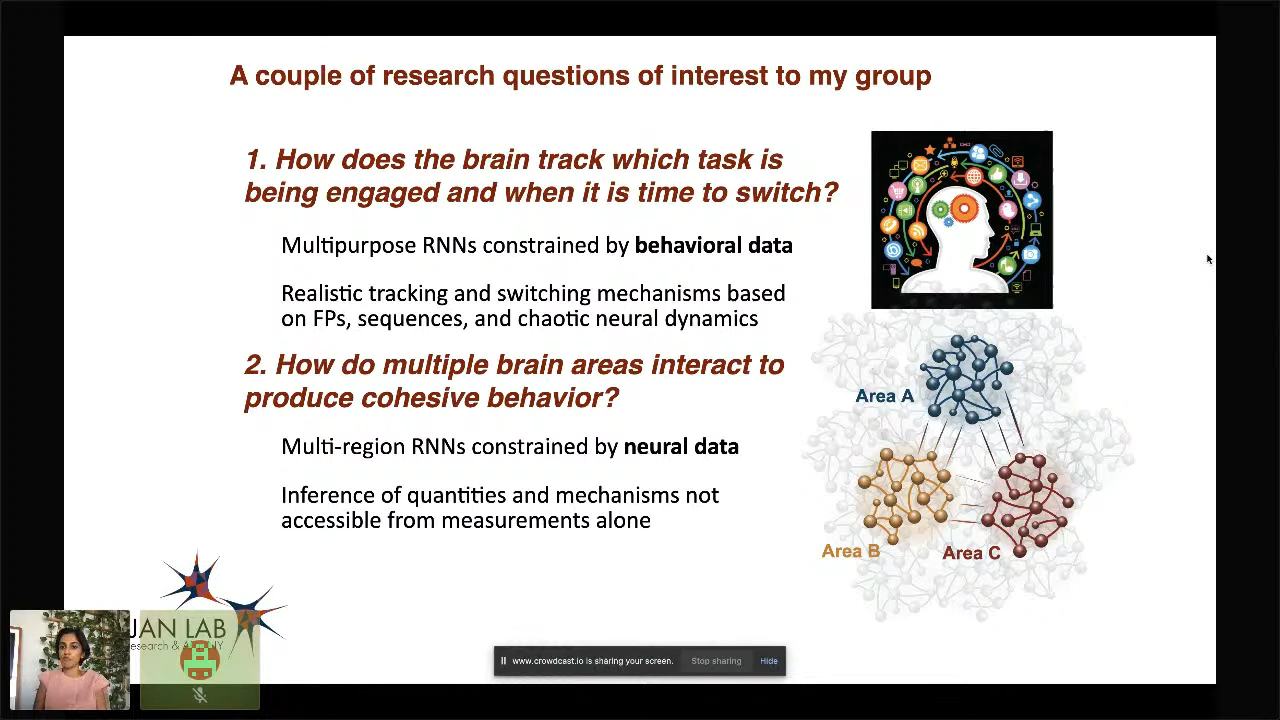 A couple of research questions of interest to my group
1. How does the brain track which task is
being engaged and when it is time to switch?
Multipurpose RNNs constrained by behavioral data
Realistic tracking and switching mechanisms based
on FPs, sequences, and chaotic neural dynamics
2. How do multiple brain areas interact to
produce cohesive behavior?
Multi-region RNNs constrained by neural data
Inference of quantities and mechanisms not
accessible from measurements alone
Area A
Area B
Area C
JAN LAB
www.crowdcast.io is sharing your screen.
Stop sharing
Hide